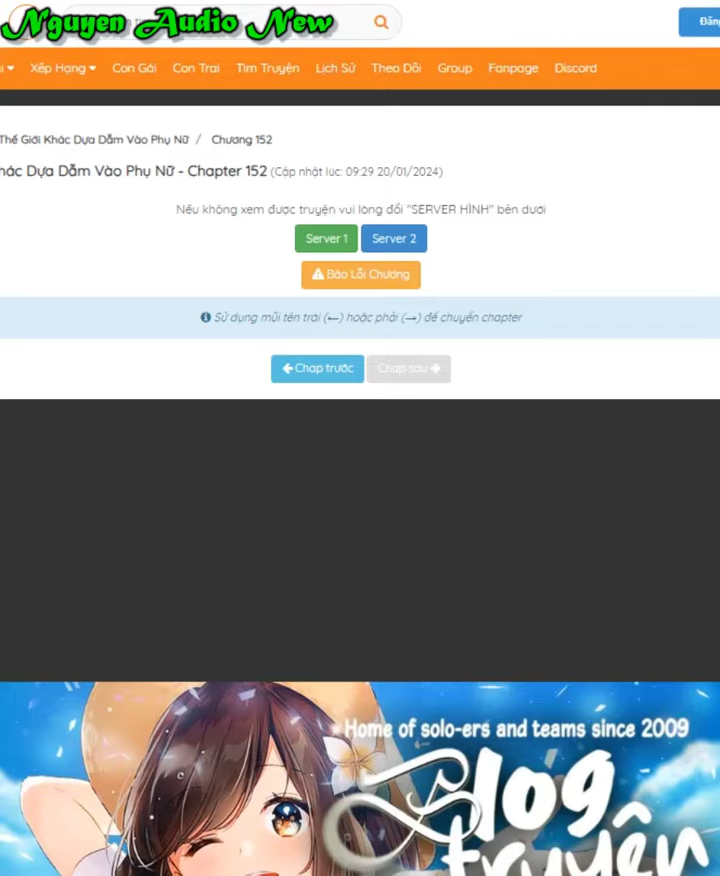 Nguyen Audio New
Xếp Hạng Con Gái Con Trai Tìm Truyện Lịch Sử Theo Dõi Group Fanpage Discord
Thế Giới Khác Dựa Dẫm Vào Phụ Nữ / Chương 152
Dựa Dẫm Vào Phụ Nữ - Chapter 152 (Cập nhật lúc: 09:29 20/01/2024)
Nếu không xem được truyện vui lòng đổi "SERVER HÌNH" bên dưới
Server 1 Server 2
Báo Lỗi Chương
Sử dụng mũi tên trái (←) hoặc phải (→) để chuyển chapter
Chap trước Chap sau
Home of solo-ers and teams since 2009
Blog
truyện